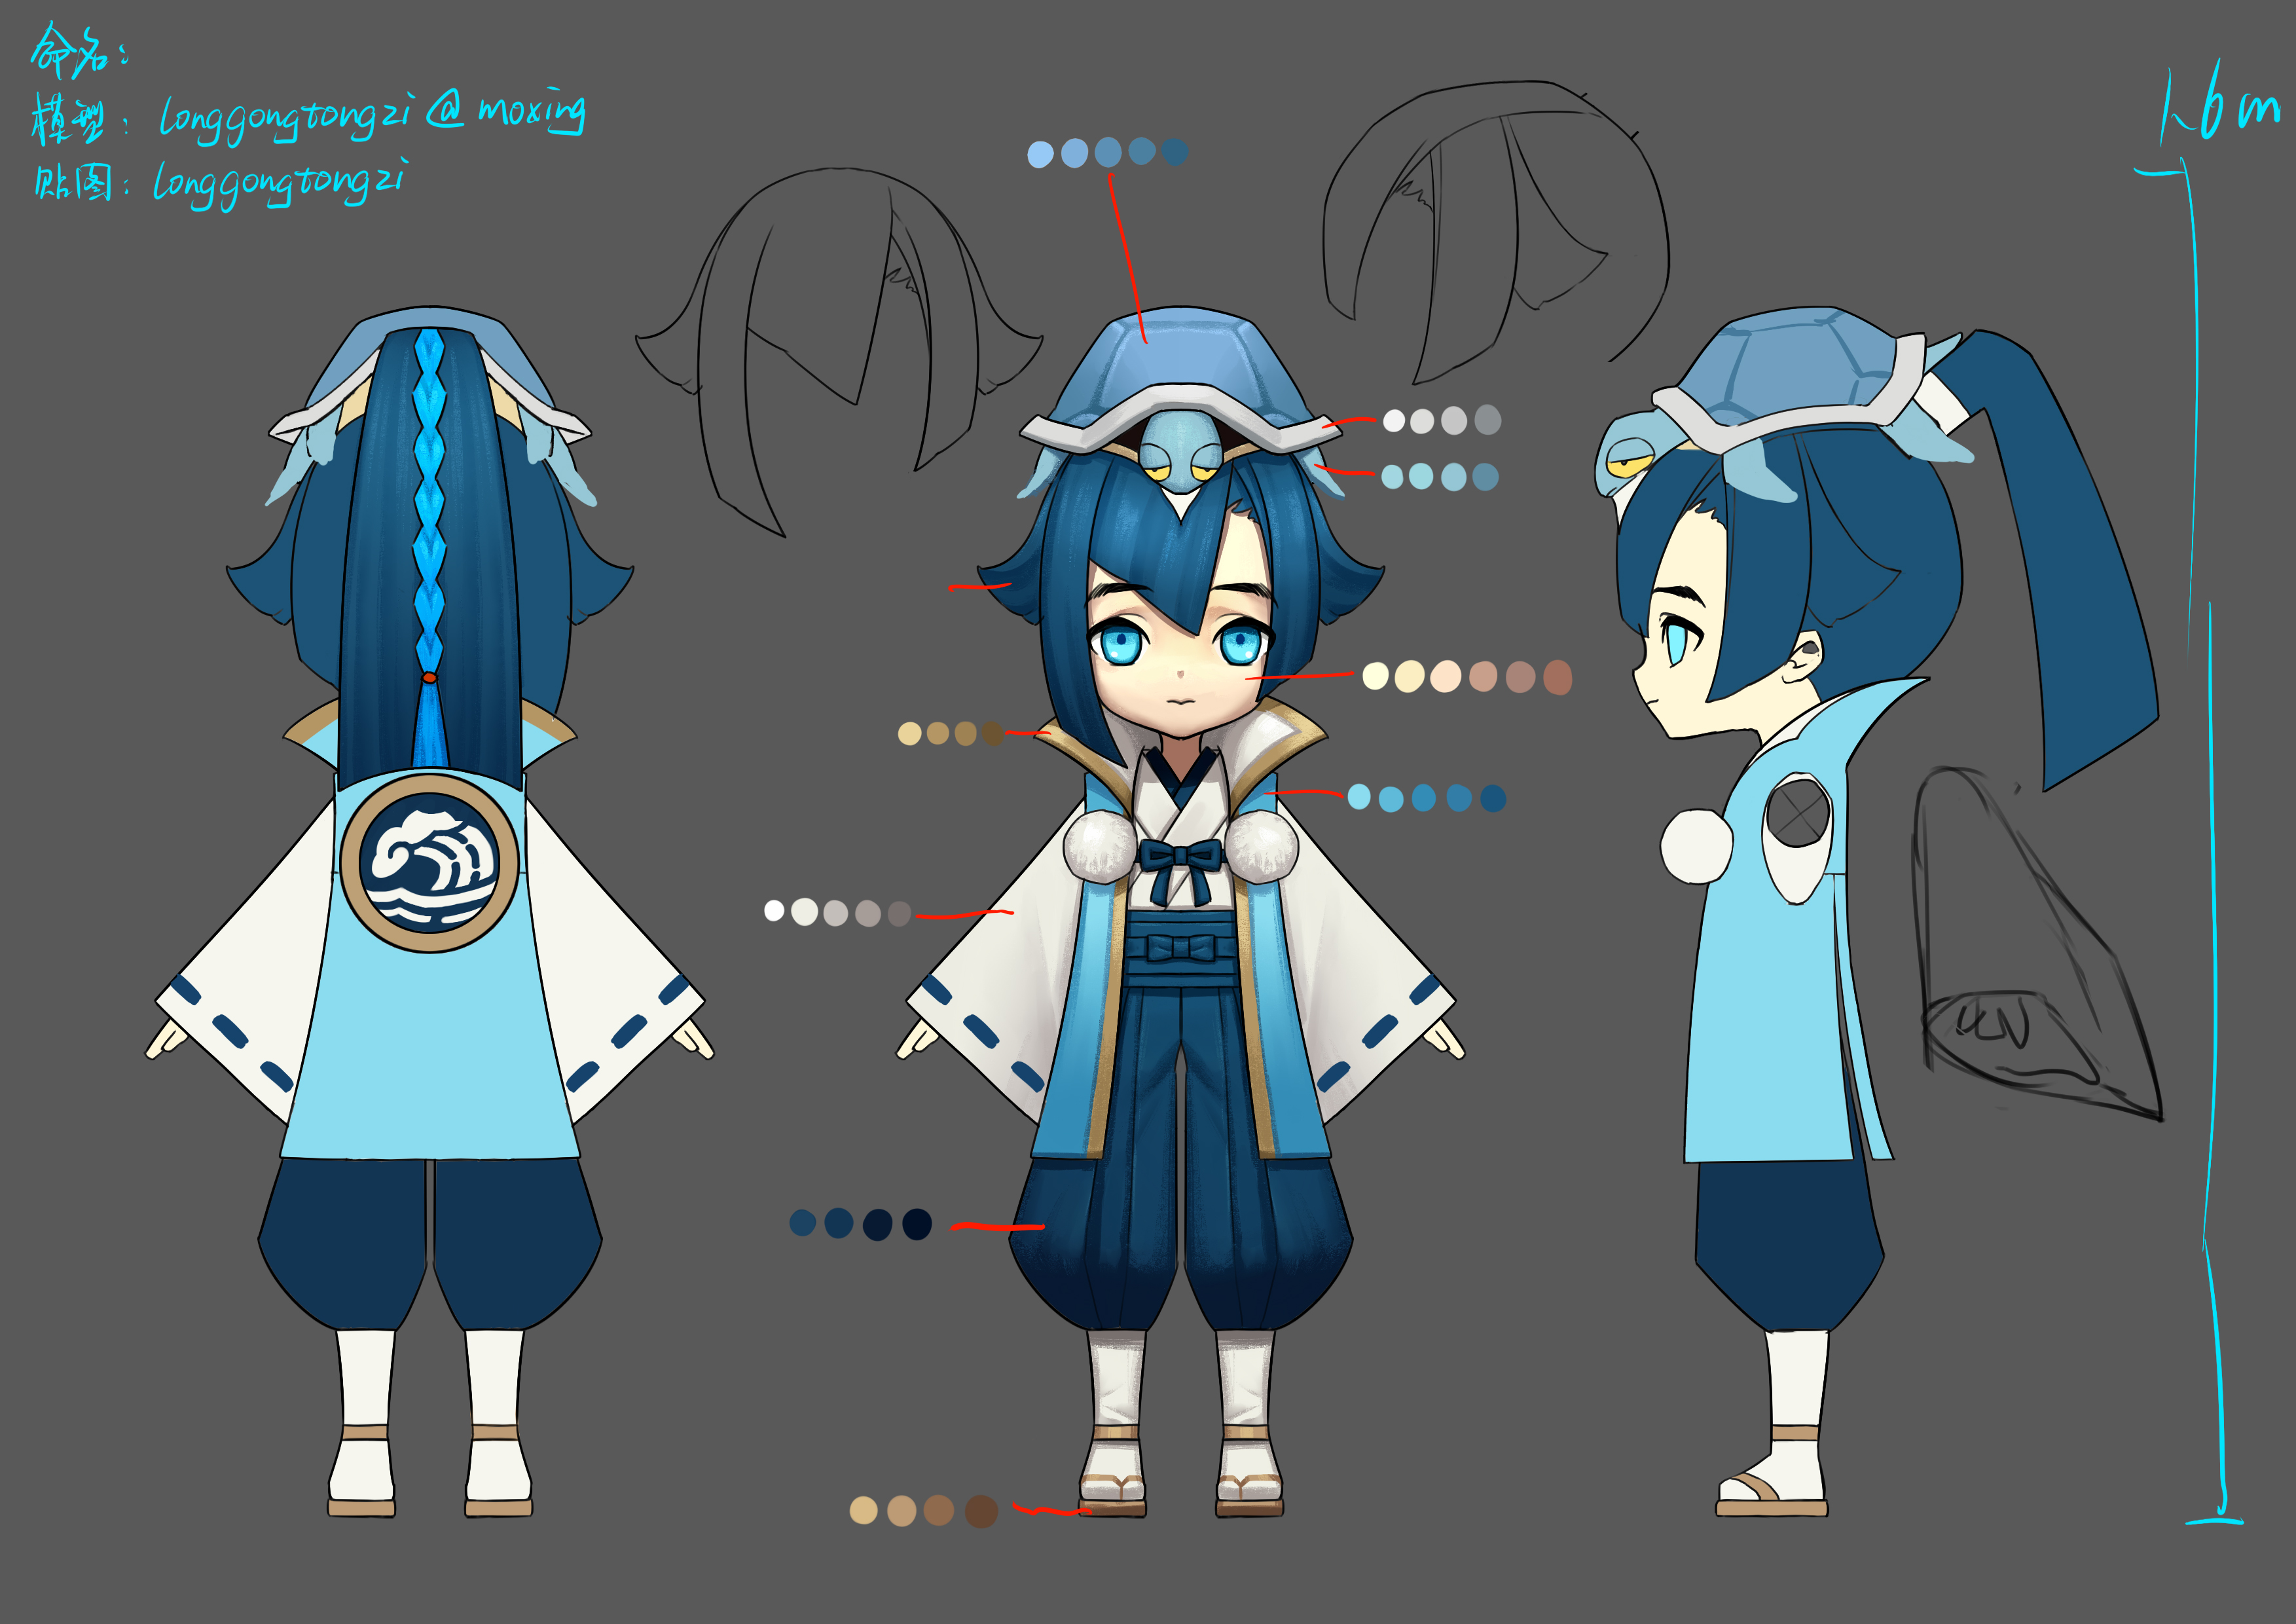 命名：
模型：longgongtongzi@moxing
贴图：longgongtongzi
1.6m